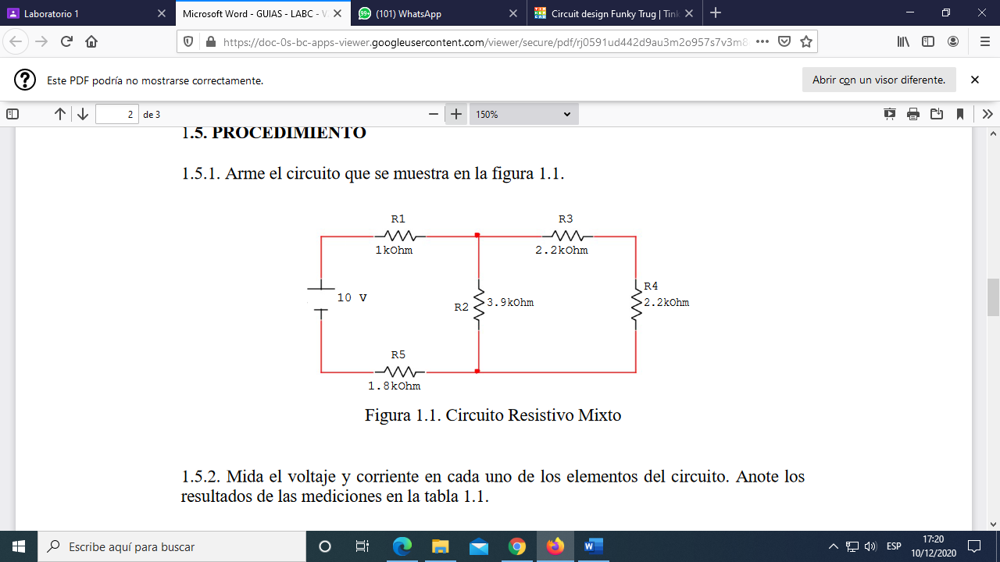 Laboratorio 1
Microsoft Word - GUIAS - LABC - V
99+ (101) WhatsApp
Circuit design Funky Trug | Tink
https://doc-0s-bc-apps-viewer.googleusercontent.com/viewer/secure/pdf/rj0591ud442d9au3m2o957s7v3m8
Este PDF podría no mostrarse correctamente.
Abrir con un visor diferente.
2 de 3
150%
1.5. PROCEDIMIENTO
1.5.1. Arme el circuito que se muestra en la figura 1.1.
R1
R3
1kOhm
2.2kOhm
R4
10 V
R2
3.9kOhm
2.2kOhm
R5
1.8kOhm
Figura 1.1. Circuito Resistivo Mixto
1.5.2. Mida el voltaje y corriente en cada uno de los elementos del circuito. Anote los
resultados de las mediciones en la tabla 1.1.
Escribe aquí para buscar
ESP
17:20
10/12/2020